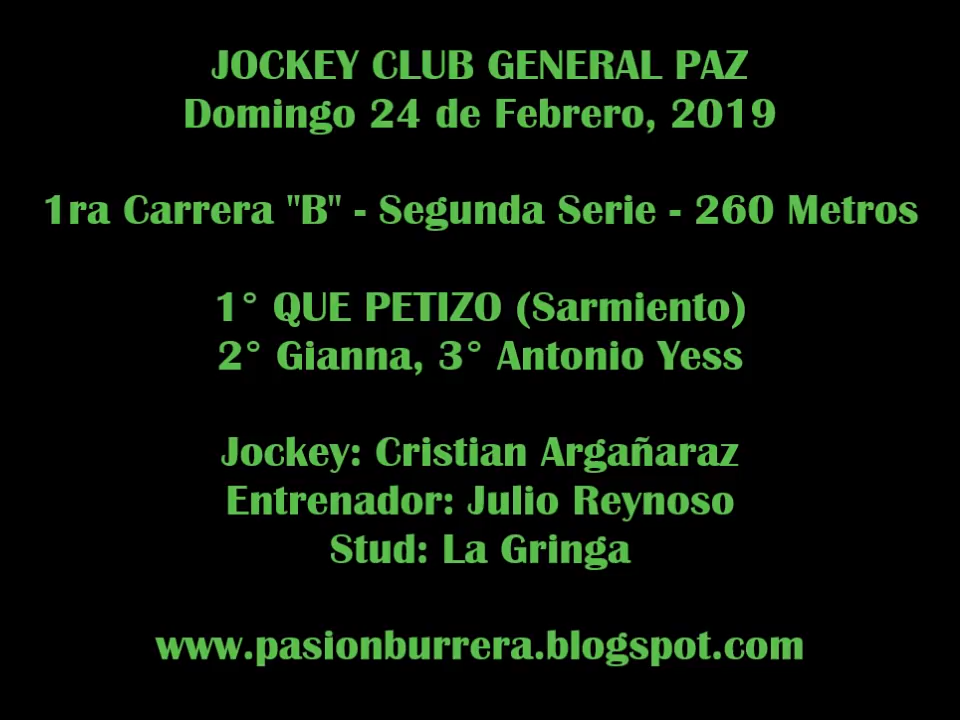 JOCKEY CLUB GENERAL PAZ
Domingo 24 de Febrero, 2019
1ra Carrera "B" - Segunda Serie - 260 Metros
1° QUE PETIZO (Sarmiento)
2° Gianna, 3° Antonio Yess
Jockey: Cristian Argañaraz
Entrenador: Julio Reynoso
Stud: La Gringa
www.pasionburrera.blogspot.com